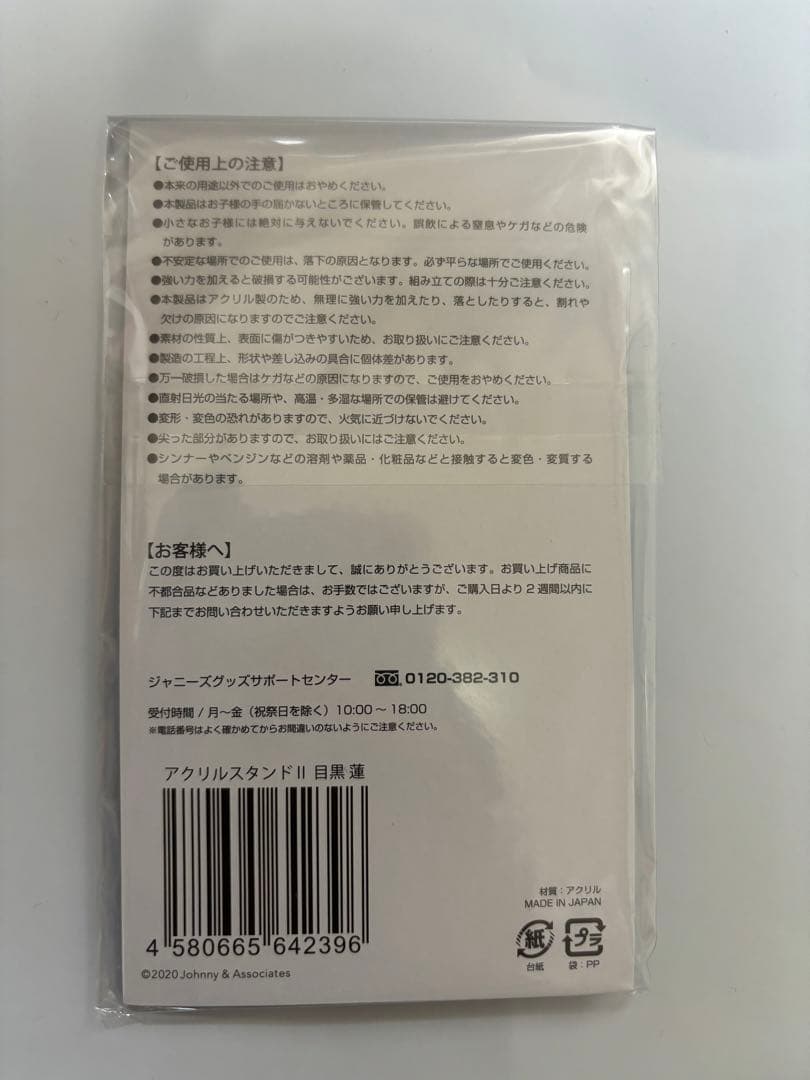 【ご使用上の注意】
●本来の用途以外でのご使用はおやめください。
●本製品はお子様の手の届かないところに保管してください。
●小さなお子様には絶対に与えないでください。誤飲による窒息やケガなどの危険
があります。
●不安定な場所でのご使用は、落下の原因となります。必ず平らな場所でご使用ください。
●強い力を加えると破損する可能性がございます。組み立ての際は十分ご注意ください。
●本製品はアクリル製のため、無理に強い力を加えたり、落としたりすると、割れや
欠けの原因になりますのでご注意ください。
●素材の性質上、表面に傷がつきやすいため、お取り扱いにご注意ください。
●製造の工程上、形状や差し込みの具合に個体差があります。
●万一破損した場合はケガなどの原因になりますので、ご使用をおやめください。
●直射日光の当たる場所や、高温・多湿な場所での保管は避けてください。
●変形・変色の恐れがありますので、火気に近づけないでください。
●尖った部分がありますので、お取り扱いにはご注意ください。
●シンナーやベンジンなどの溶剤や薬品・化粧品などと接触すると変色・変質する
場合があります。
【お客様へ】
この度はお買い上げいただきまして、誠にありがとうございます。お買い上げ商品に
不都合品などありました場合は、お手数ではございますが、ご購入日より2週間以内に
下記までお問い合わせいただきますようお願い申し上げます。
ジャニーズグッズサポートセンター 0120-382-310
受付時間 / 月〜金（祝祭日を除く）10:00〜18:00
※電話番号はよく確かめてからお間違いのないようにご注意ください。
アクリルスタンドII 目黒 蓮
4 580665 642396
©2020 Johnny & Associates
材質：アクリル
MADE IN JAPAN
紙 プラ
台紙 袋：PP